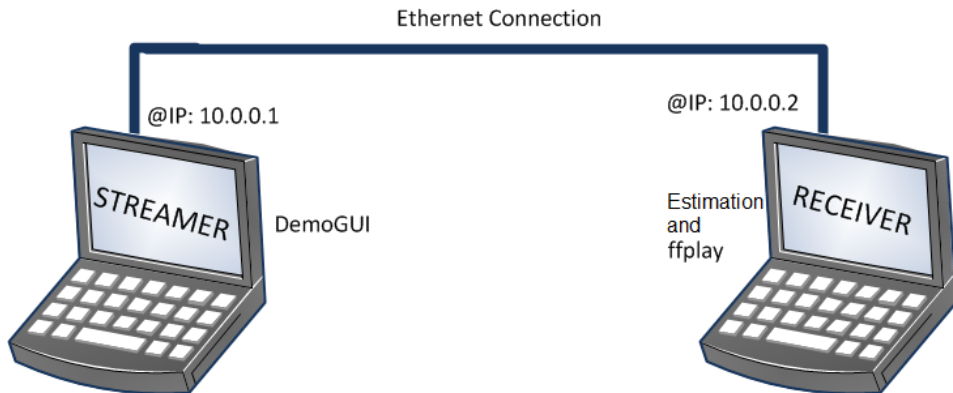 Ethernet Connection
@IP: 10.0.0.1
@IP: 10.0.0.2
STREAMER
DemoGUI
Estimation
and
ffplay
RECEIVER